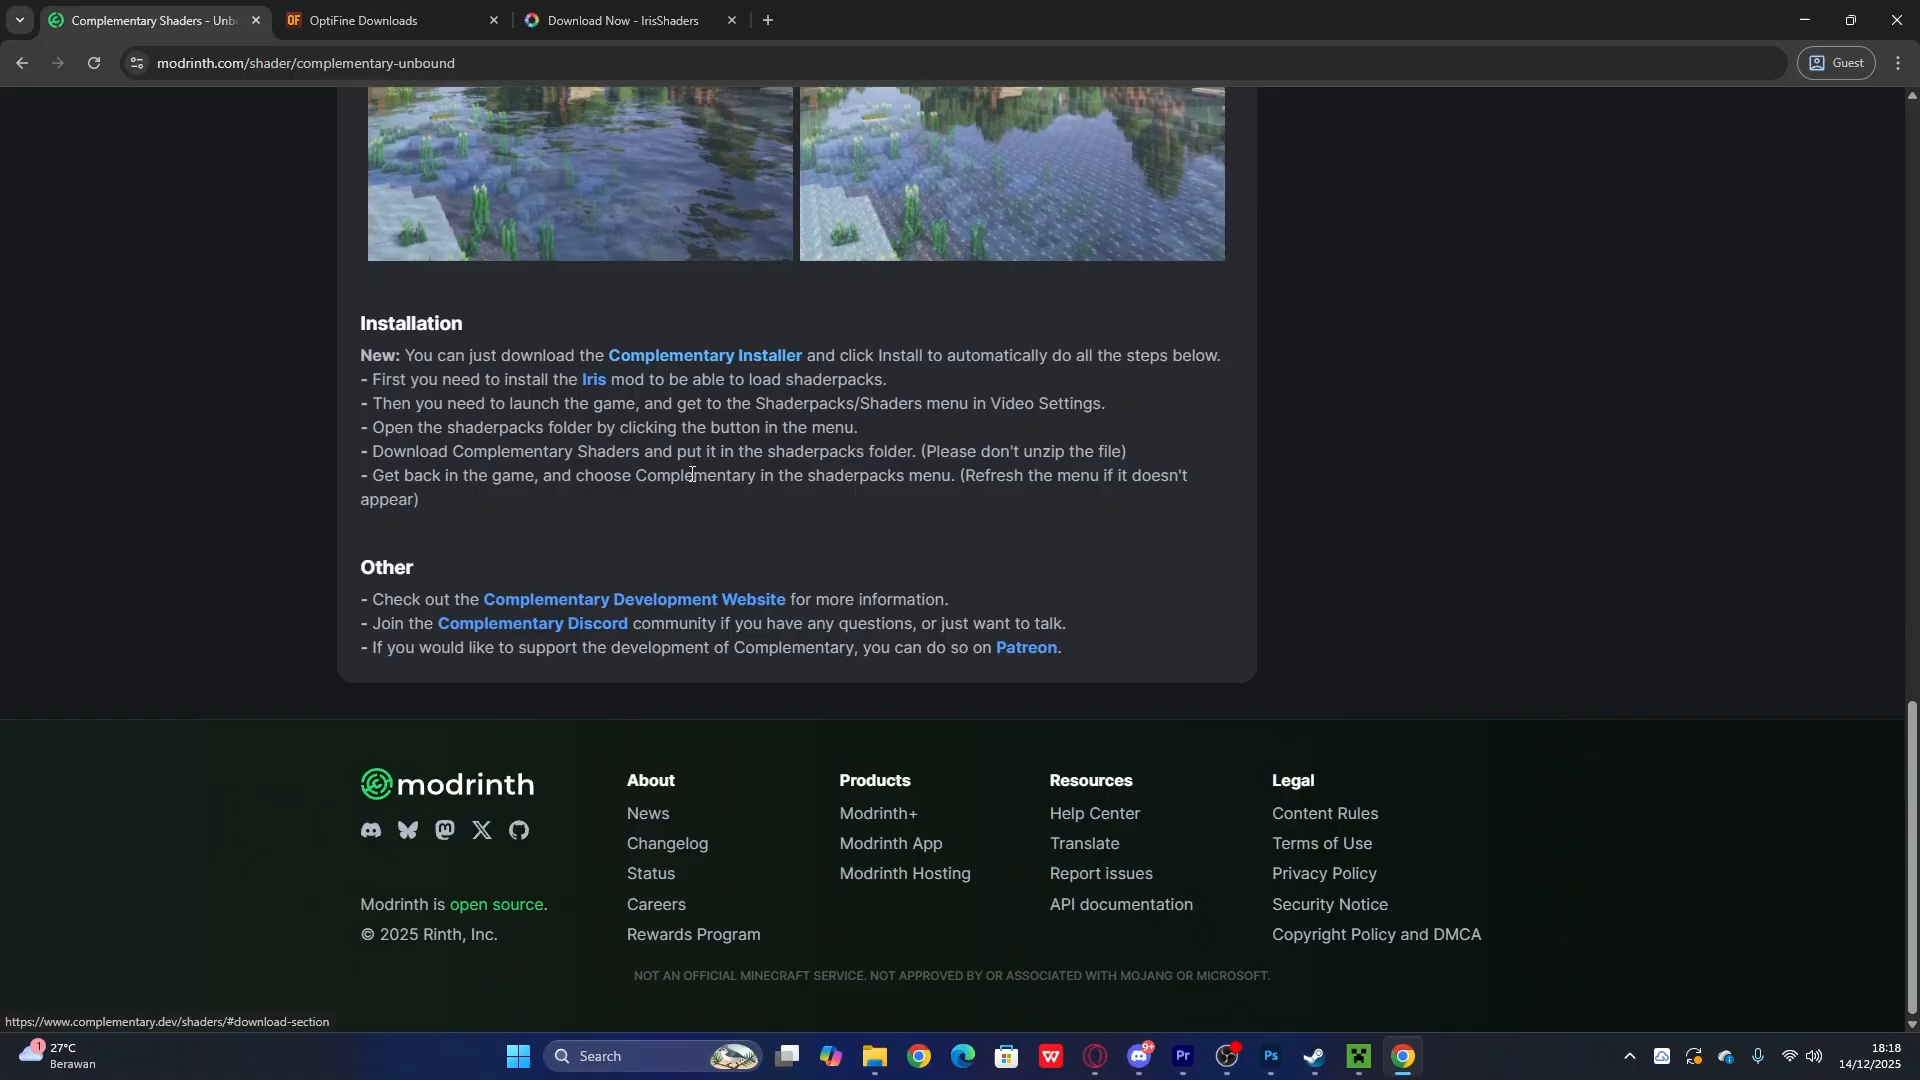 Complementary Shaders - Unb
OptiFine Downloads
Download Now - IrisShaders
modrinth.com/shader/complementary-unbound
Guest
Installation
New: You can just download the Complementary Installer and click Install to automatically do all the steps below.
- First you need to install the Iris mod to be able to load shaderpacks.
- Then you need to launch the game, and get to the Shaderpacks/Shaders menu in Video Settings.
- Open the shaderpacks folder by clicking the button in the menu.
- Download Complementary Shaders and put it in the shaderpacks folder. (Please don't unzip the file)
- Get back in the game, and choose Complementary in the shaderpacks menu. (Refresh the menu if it doesn't
appear)
Other
- Check out the Complementary Development Website for more information.
- Join the Complementary Discord community if you have any questions, or just want to talk.
- If you would like to support the development of Complementary, you can do so on Patreon.
modrinth
Modrinth is open source.
© 2025 Rinth, Inc.
About
News
Changelog
Status
Careers
Rewards Program
Products
Modrinth+
Modrinth App
Modrinth Hosting
Resources
Help Center
Translate
Report issues
API documentation
Legal
Content Rules
Terms of Use
Privacy Policy
Security Notice
Copyright Policy and DMCA
NOT AN OFFICIAL MINECRAFT SERVICE. NOT APPROVED BY OR ASSOCIATED WITH MOJANG OR MICROSOFT.
https://www.complementary.dev/shaders/#download-section
1
27°C
Berawan
Search
9+
Pr
Ps
18:18
14/12/2025